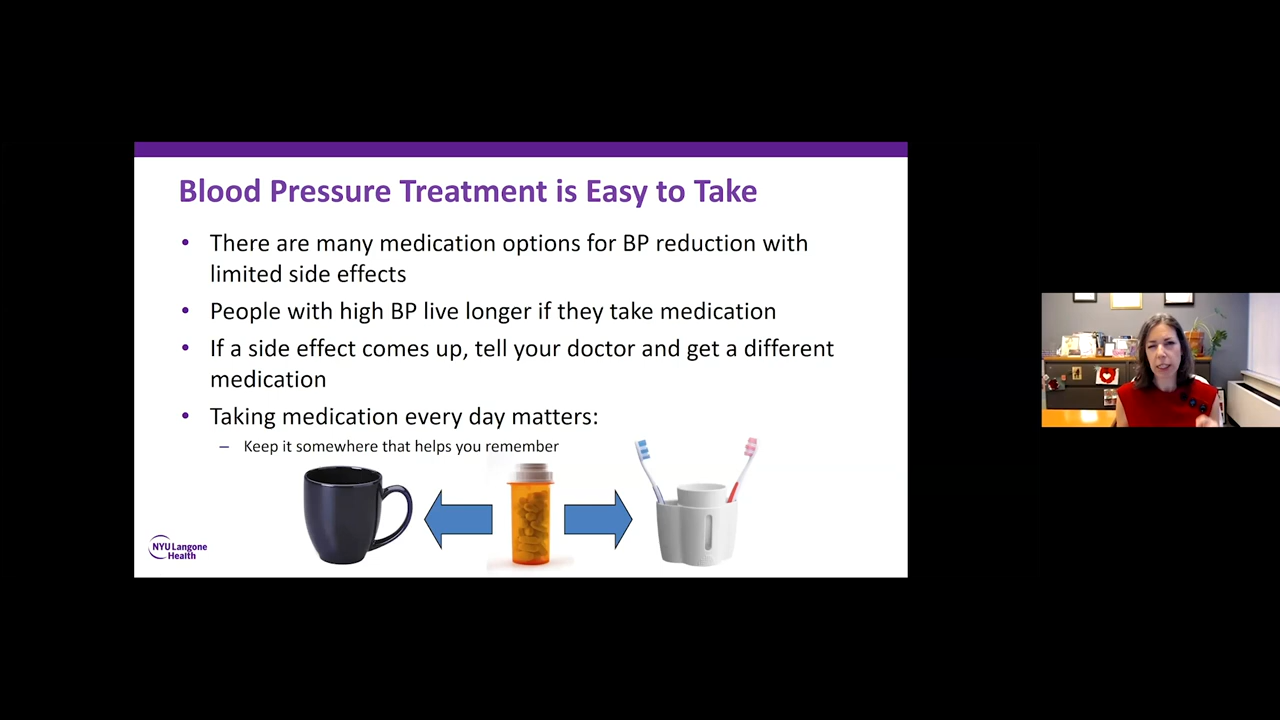 Blood Pressure Treatment is Easy to Take
• There are many medication options for BP reduction with
limited side effects
• People with high BP live longer if they take medication
• If a side effect comes up, tell your doctor and get a different
medication
• Taking medication every day matters:
– Keep it somewhere that helps you remember
NYU Langone
Health